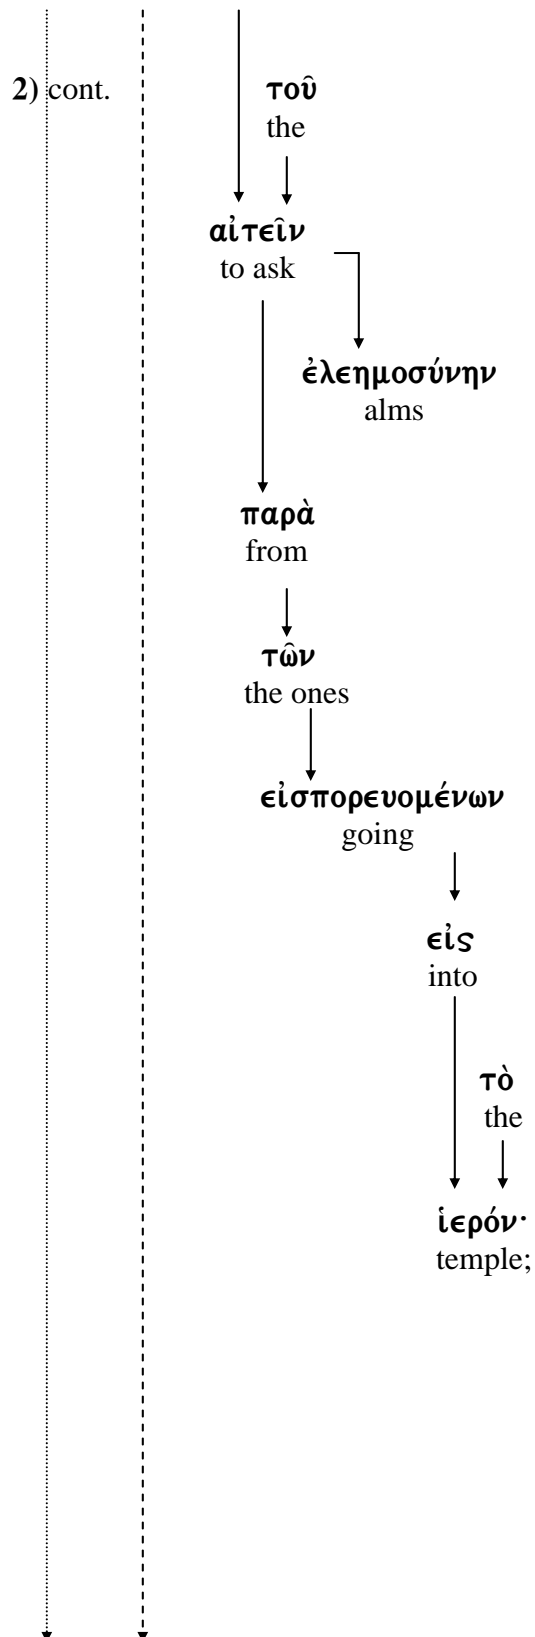 2) cont.
τοῦ
the
αἰτεῖν
to ask
ἐλεημοσύνην
alms
παρὰ
from
τῶν
the ones
εἰσπορευομένων
going
εἰς
into
τὸ
the
ἱερόν·
temple;